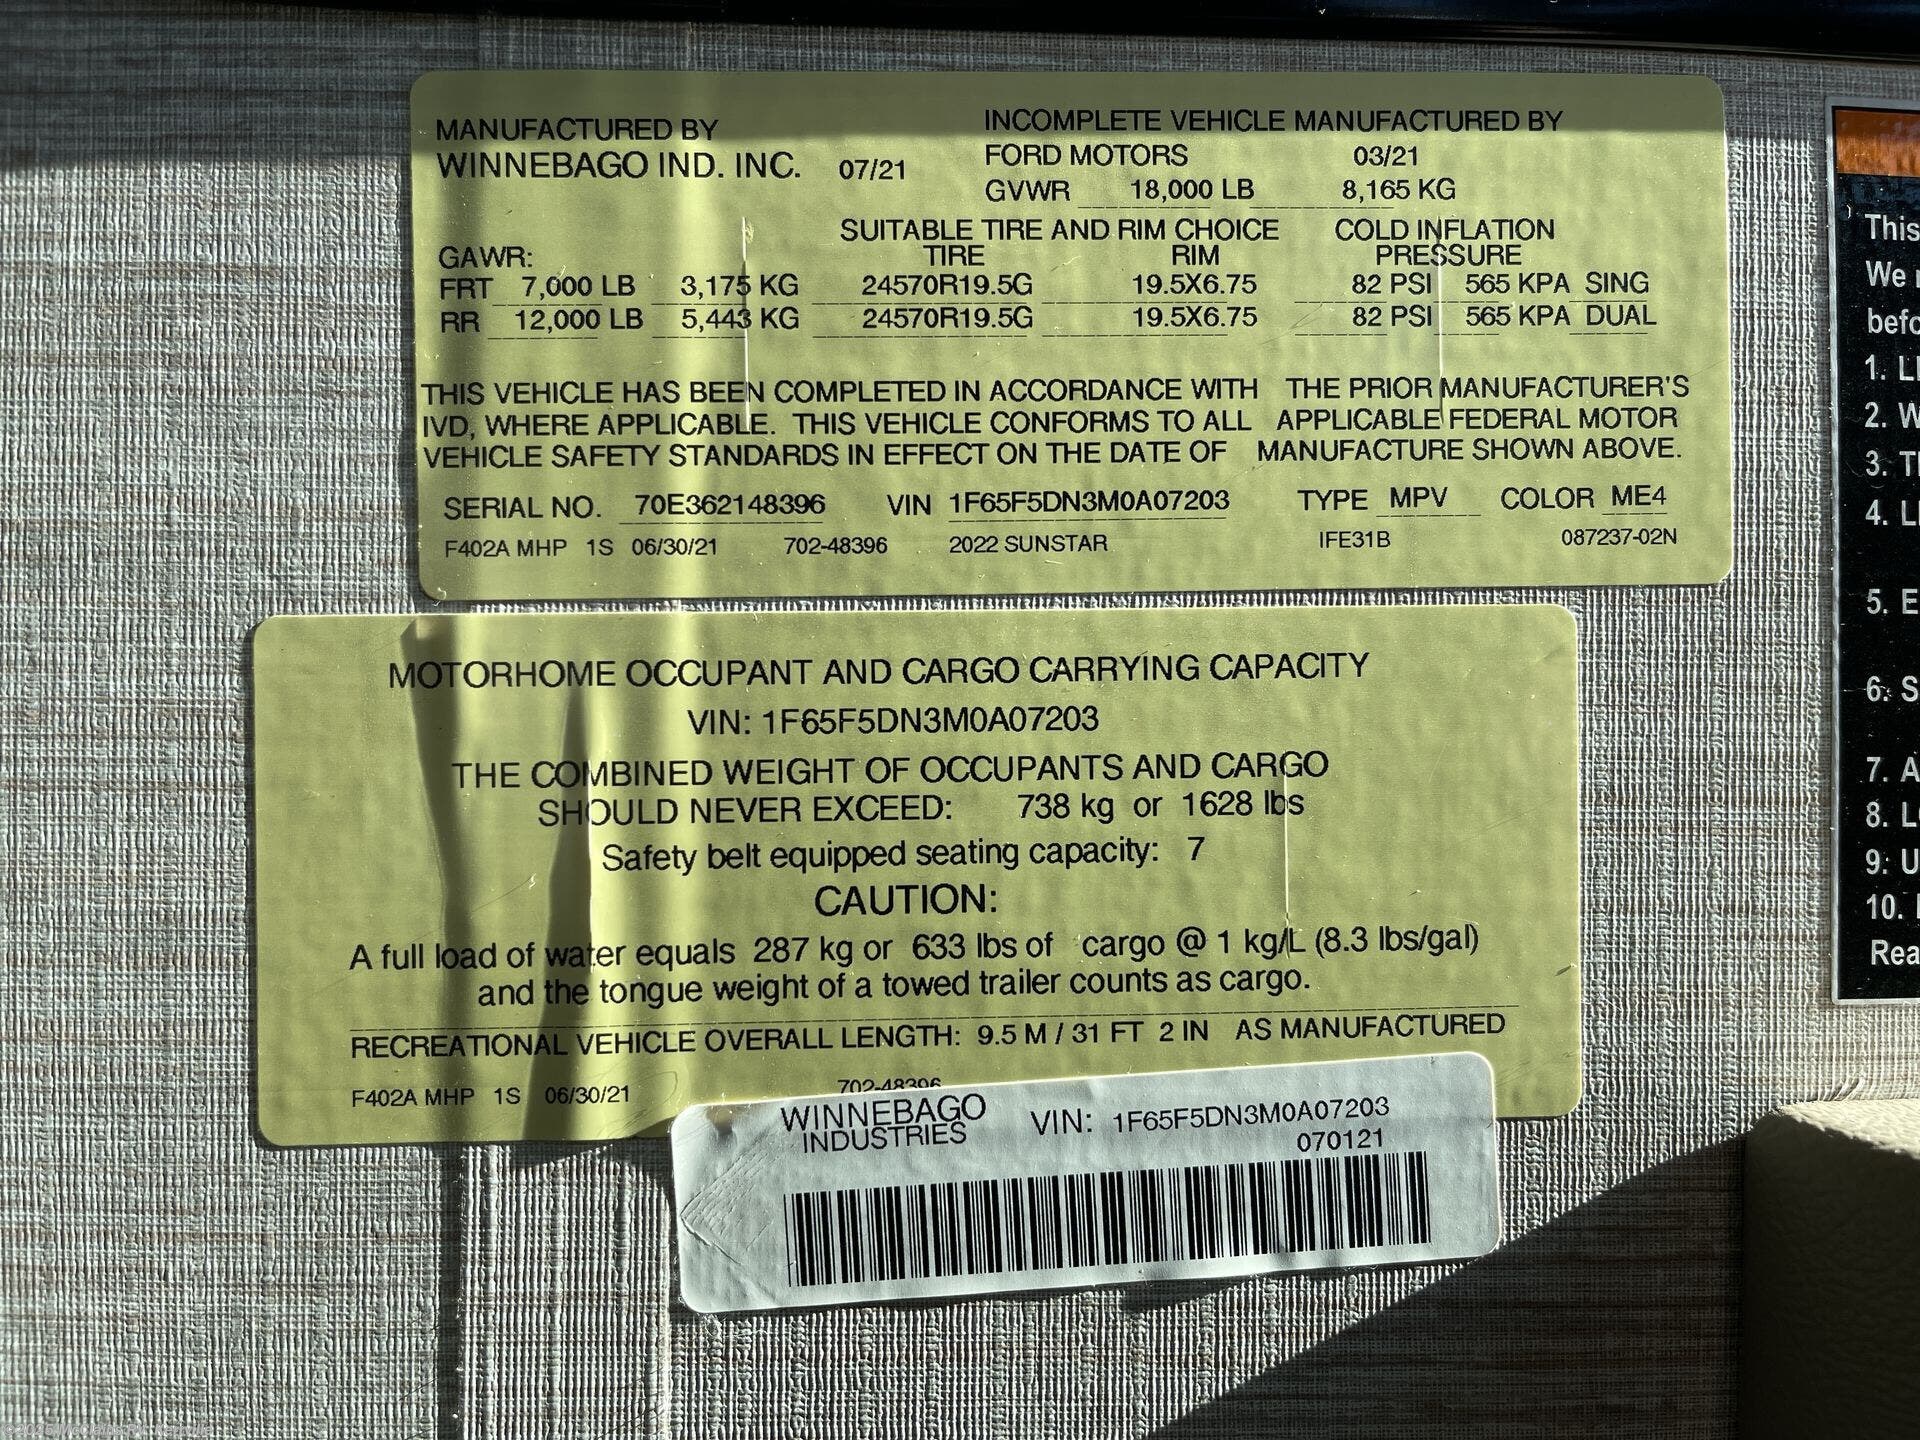 MANUFACTURED BY
WINNEBAGO IND. INC. 07/21
INCOMPLETE VEHICLE MANUFACTURED BY
FORD MOTORS 03/21
GVWR 18,000 LB 8,165 KG
SUITABLE TIRE AND RIM CHOICE COLD INFLATION
GAWR: TIRE RIM PRESSURE
FRT 7,000 LB 3,175 KG 24570R19.5G 19.5X6.75 82 PSI 565 KPA SING
RR 12,000 LB 5,443 KG 24570R19.5G 19.5X6.75 82 PSI 565 KPA DUAL
THIS VEHICLE HAS BEEN COMPLETED IN ACCORDANCE WITH THE PRIOR MANUFACTURER'S
IVD, WHERE APPLICABLE. THIS VEHICLE CONFORMS TO ALL APPLICABLE FEDERAL MOTOR
VEHICLE SAFETY STANDARDS IN EFFECT ON THE DATE OF MANUFACTURE SHOWN ABOVE.
SERIAL NO. 70E362148396 VIN 1F65F5DN3M0A07203 TYPE MPV COLOR ME4
F402A MHP 1S 06/30/21 702-48396 2022 SUNSTAR IFE31B 087237-02N
MOTORHOME OCCUPANT AND CARGO CARRYING CAPACITY
VIN: 1F65F5DN3M0A07203
THE COMBINED WEIGHT OF OCCUPANTS AND CARGO
SHOULD NEVER EXCEED: 738 kg or 1628 lbs
Safety belt equipped seating capacity: 7
CAUTION:
A full load of water equals 287 kg or 633 lbs of cargo @ 1 kg/L (8.3 lbs/gal)
and the tongue weight of a towed trailer counts as cargo.
RECREATIONAL VEHICLE OVERALL LENGTH: 9.5 M / 31 FT 2 IN AS MANUFACTURED
F402A MHP 1S 06/30/21 702-48396
WINNEBAGO
INDUSTRIES
VIN: 1F65F5DN3M0A07203
070121
This
We
1.
2. W
3.
4.
5. E
6: S
7. A
8.
9: U
10.